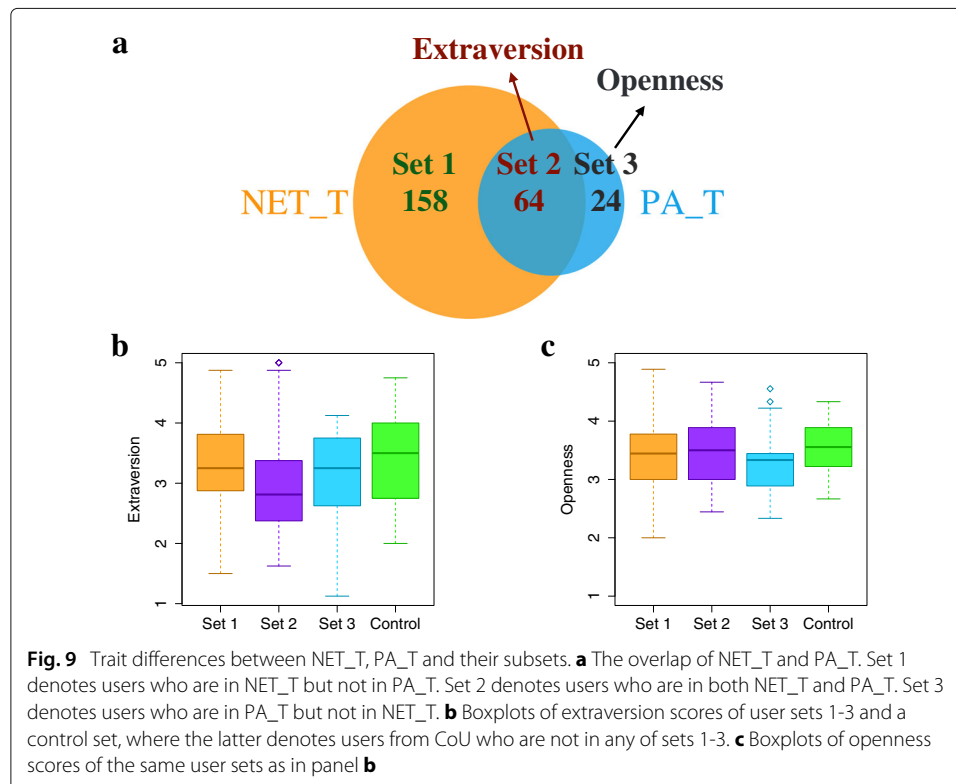 a
Extraversion
Openness
Set 1 Set 2 Set 3
NET_T 158 64 24 PA_T
b
c
Extraversion
5
4
3
2
1
Set 1 Set 2 Set 3 Control
Openness
5
4
3
2
1
Set 1 Set 2 Set 3 Control
Fig. 9 Trait differences between NET_T, PA_T and their subsets. a The overlap of NET_T and PA_T. Set 1
denotes users who are in NET_T but not in PA_T. Set 2 denotes users who are in both NET_T and PA_T. Set 3
denotes users who are in PA_T but not in NET_T. b Boxplots of extraversion scores of user sets 1-3 and a
control set, where the latter denotes users from CoU who are not in any of sets 1-3. c Boxplots of openness
scores of the same user sets as in panel b